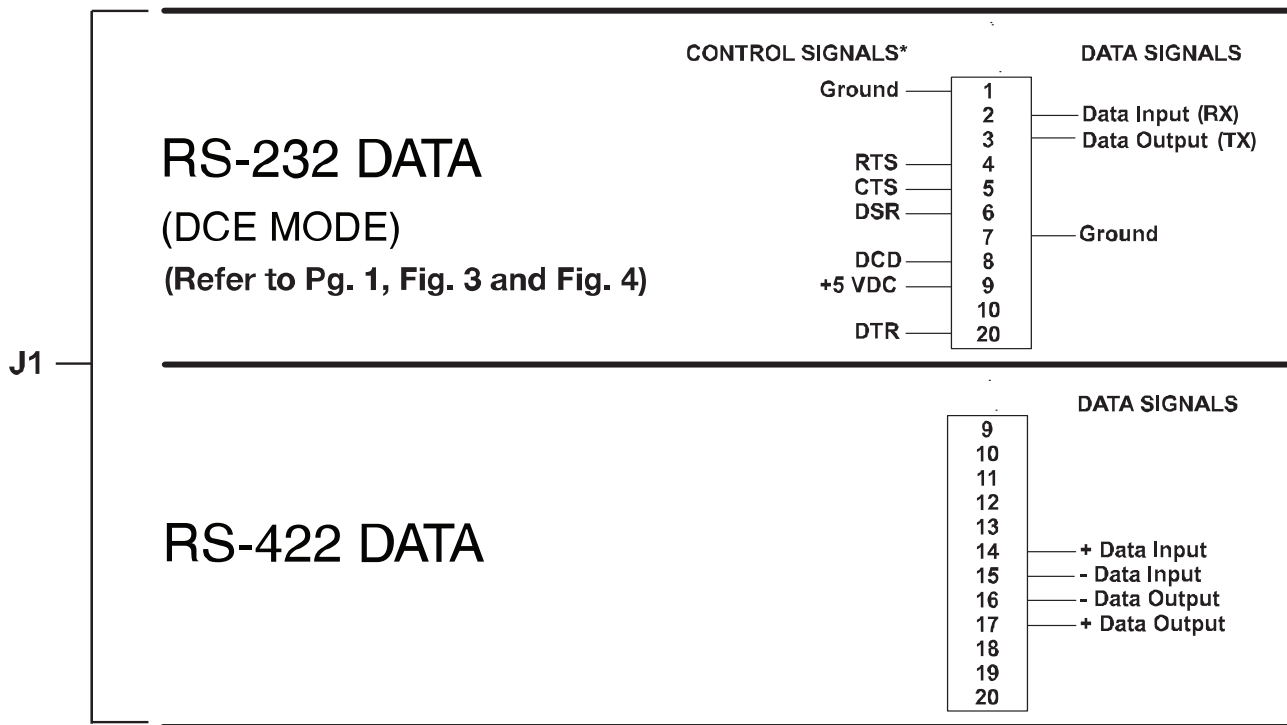 CONTROL SIGNALS* DATA SIGNALS
Ground 1
2 Data Input (RX)
3 Data Output (TX)
RS-232 DATA
RTS 4
CTS 5
DSR 6
(DCE MODE)
7 Ground
DCD 8
(Refer to Pg. 1, Fig. 3 and Fig. 4)
+5 VDC 9
10
DTR 20
J1
DATA SIGNALS
9
10
11
12
13
RS-422 DATA
14 + Data Input
15 - Data Input
16 - Data Output
17 + Data Output
18
19
20